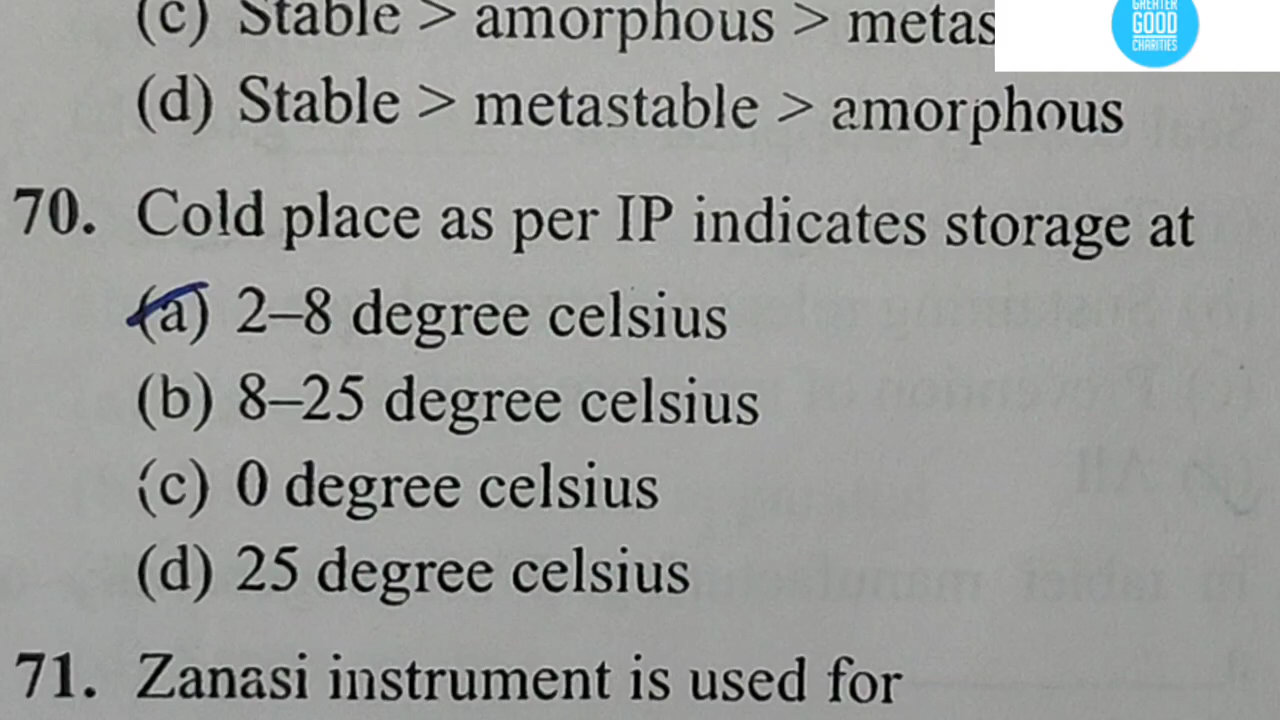 GREATER
GOOD
CHARITIES
(c) Stable > amorphous > metas
(d) Stable > metastable > amorphous
70. Cold place as per IP indicates storage at
(a) 2–8 degree celsius
(b) 8–25 degree celsius
(c) 0 degree celsius
(d) 25 degree celsius
71. Zanasi instrument is used for